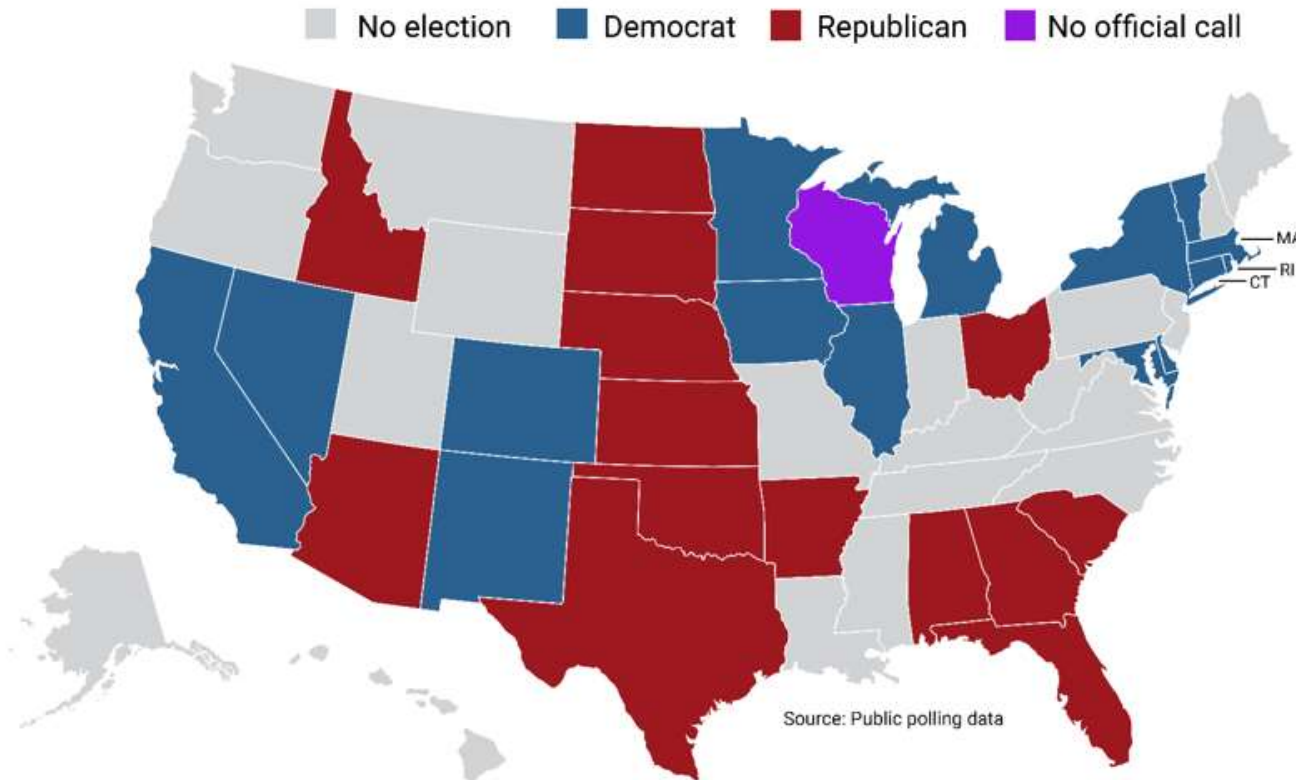 No election Democrat Republican No official call
MA
RI
CT
Source: Public polling data